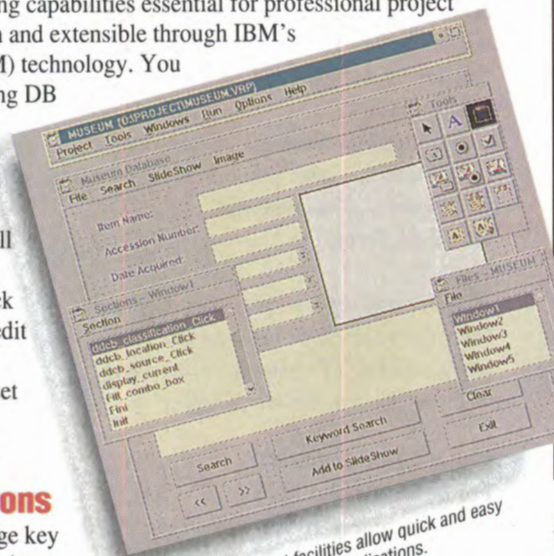 ng capabilities essential for professional project
n and extensible through IBM's
M) technology. You
ng DB
ll
ck
edit
et
ons
ge key
MUSEUM [D:\PROJECT\MUSEUM.VRP]
Project Tools Windows Run Options Help
Tools
Museum Database
File Search SlideShow Image
Item Name:
Accession Number:
Date Acquired:
Sections - Window1
Section
ddcb_classification_Click
ddcb_location_Click
ddcb_source_Click
display_current
Fill_combo_box
Fini
Init
Files - MUSEUM
File
Window1
Window2
Window3
Window4
Window5
Clear
Keyword Search
Exit
Search
Add to SlideShow
<< >>
facilities allow quick and easy